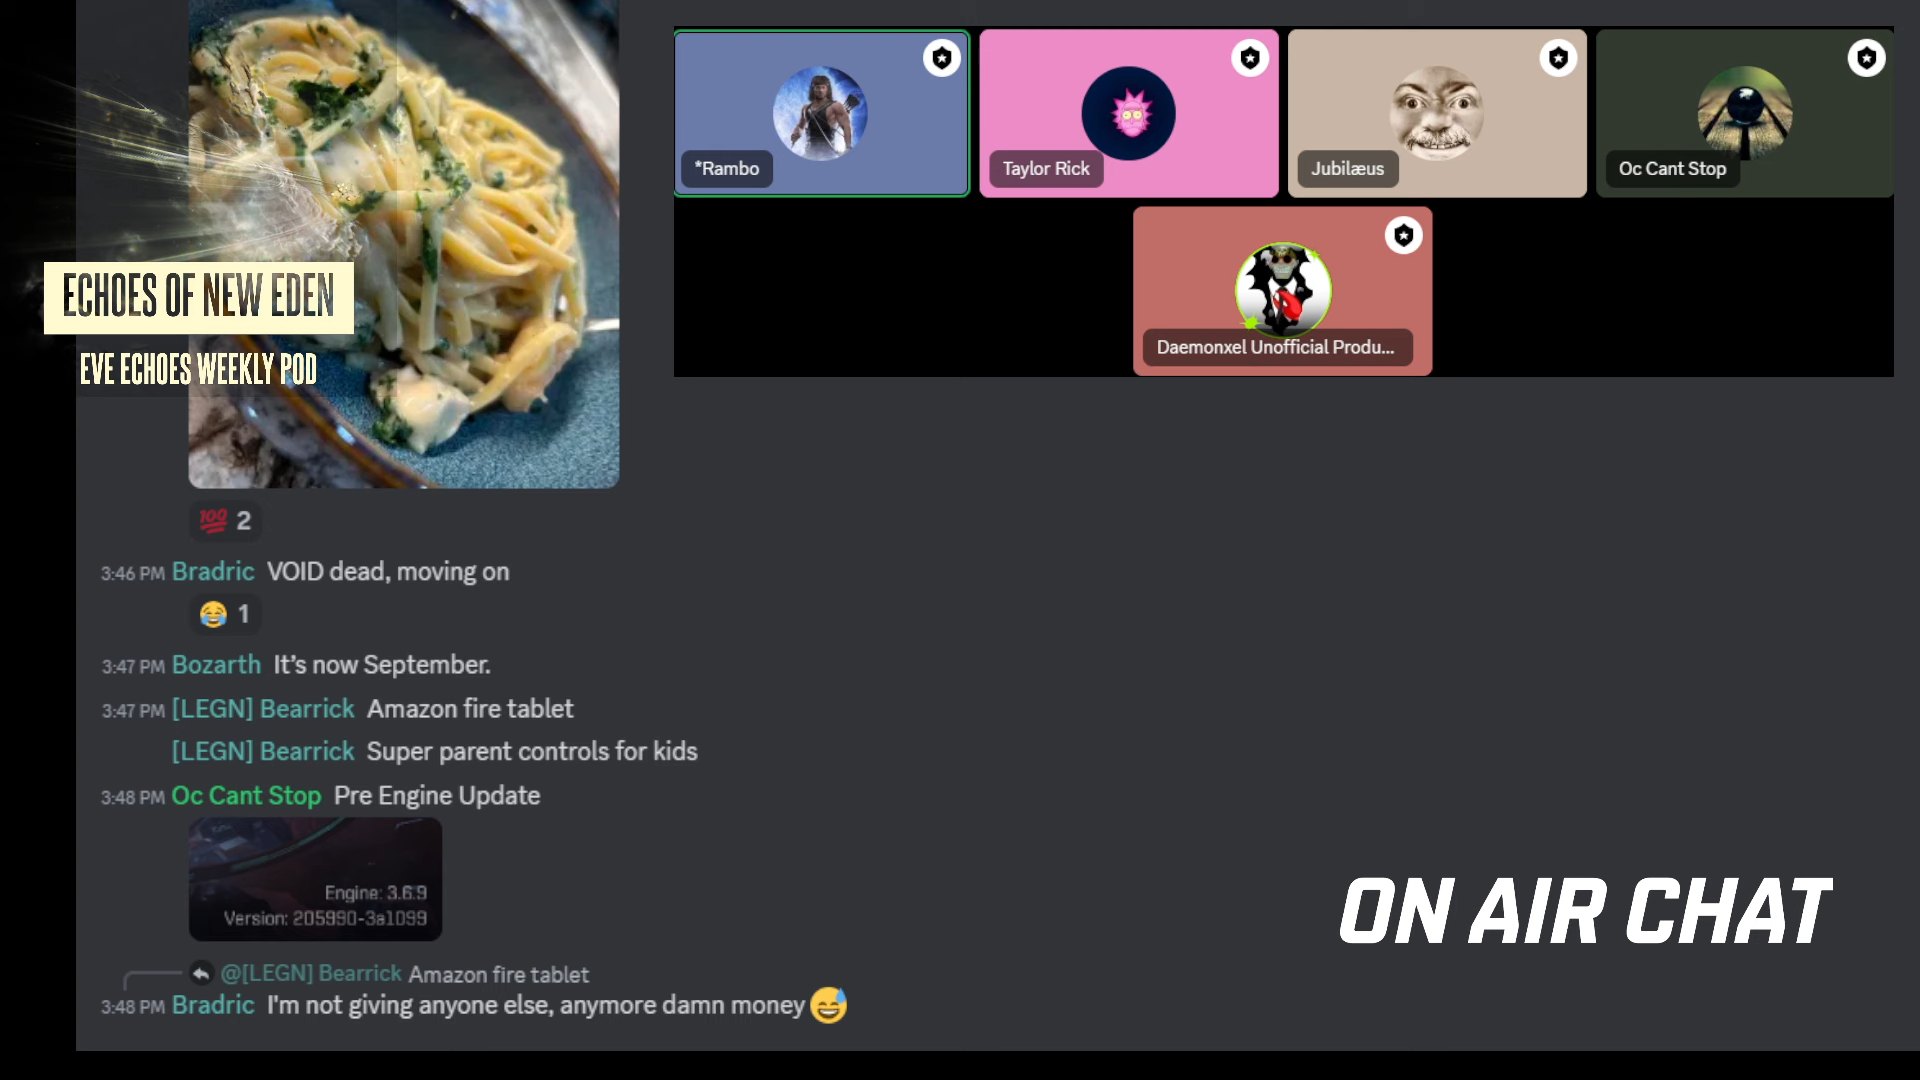 *Rambo
Taylor Rick
Jubilæus
Oc Cant Stop
Daemonxel Unofficial Produ...
ECHOES OF NEW EDEN
EVE ECHOES WEEKLY POD
100 2
3:46 PM Bradric VOID dead, moving on
1
3:47 PM Bozarth It's now September.
3:47 PM [LEGN] Bearrick Amazon fire tablet
[LEGN] Bearrick Super parent controls for kids
3:48 PM Oc Cant Stop Pre Engine Update
Engine: 3.6.9
Version: 205990-3a1099
@[LEGN] Bearrick Amazon fire tablet
3:48 PM Bradric I'm not giving anyone else, anymore damn money
ON AIR CHAT